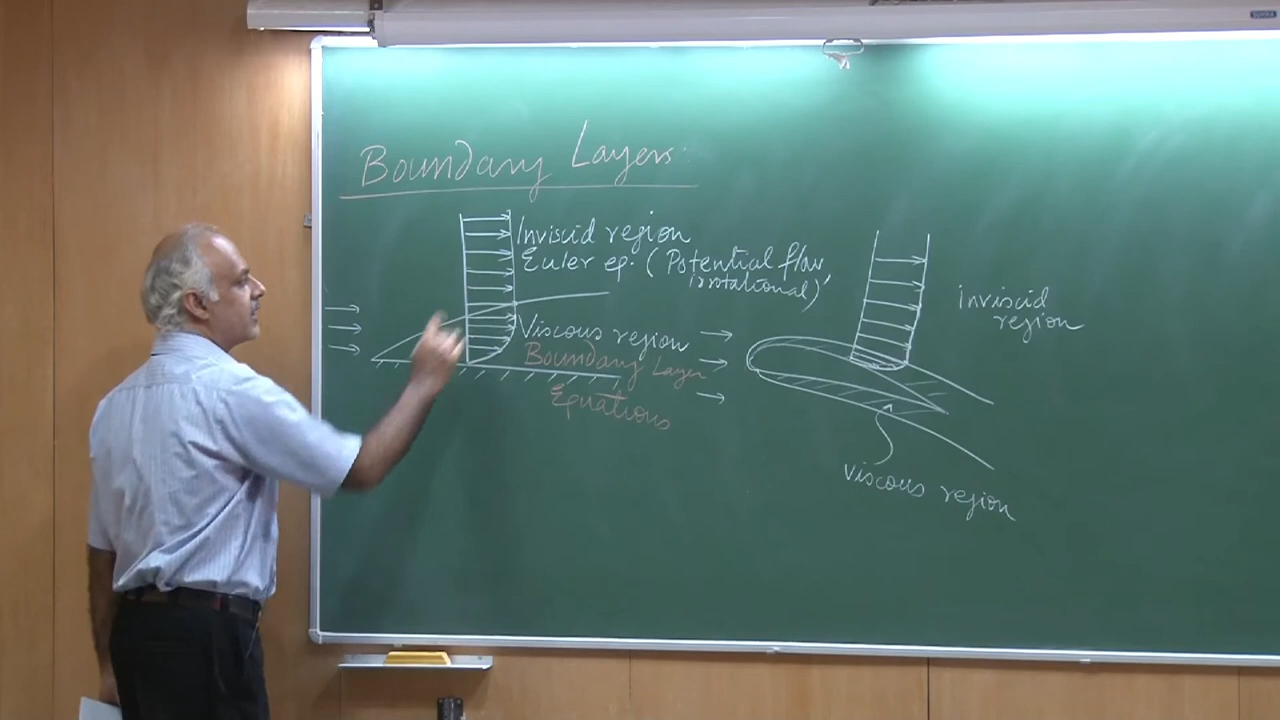 Boundary Layers
Inviscid region
Euler eq. (Potential flow,
irrotational)
Viscous region
Boundary Layer
Equations
inviscid
region
viscous region